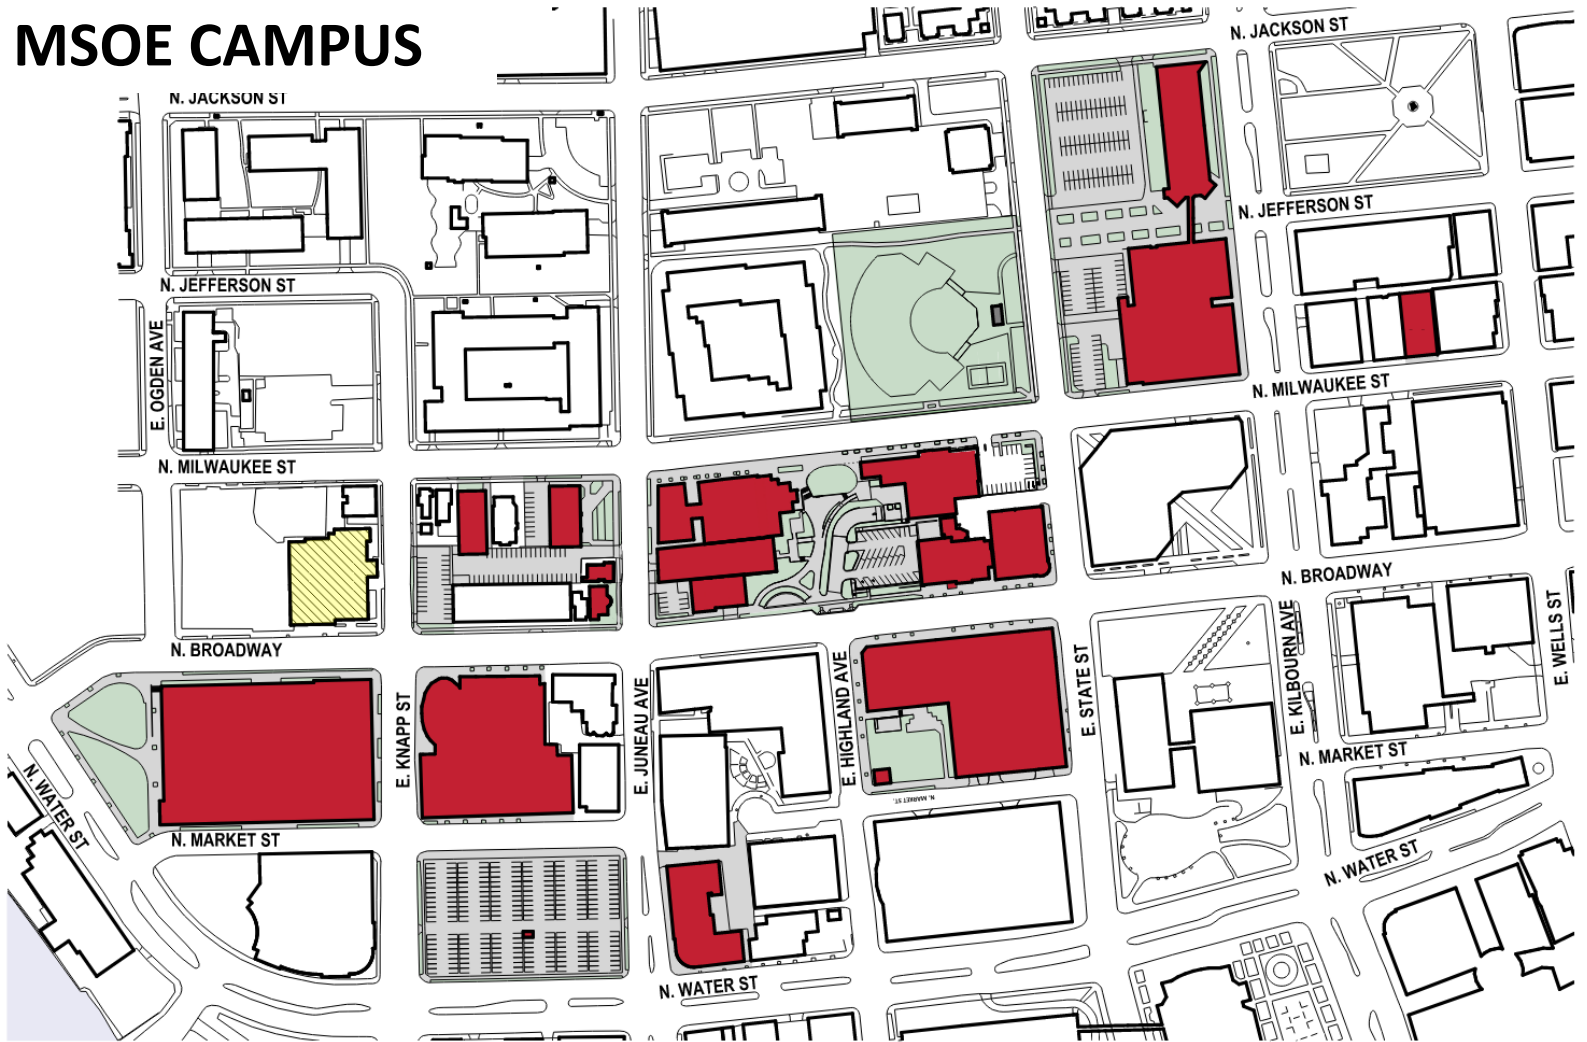 MSOE CAMPUS
N. JACKSON ST
N. JACKSON ST
N. JEFFERSON ST
N. JEFFERSON ST
E. OGDEN AVE
N. MILWAUKEE ST
N. MILWAUKEE ST
N. BROADWAY
N. BROADWAY
E. WELLS ST
E. KILBOURN AVE
E. STATE ST
E. HIGHLAND AVE
E. JUNEAU AVE
E. KNAPP ST
N. MARKET ST
N. WATER ST
N. MARKET ST.
N. MARKET ST
N. WATER ST
N. WATER ST